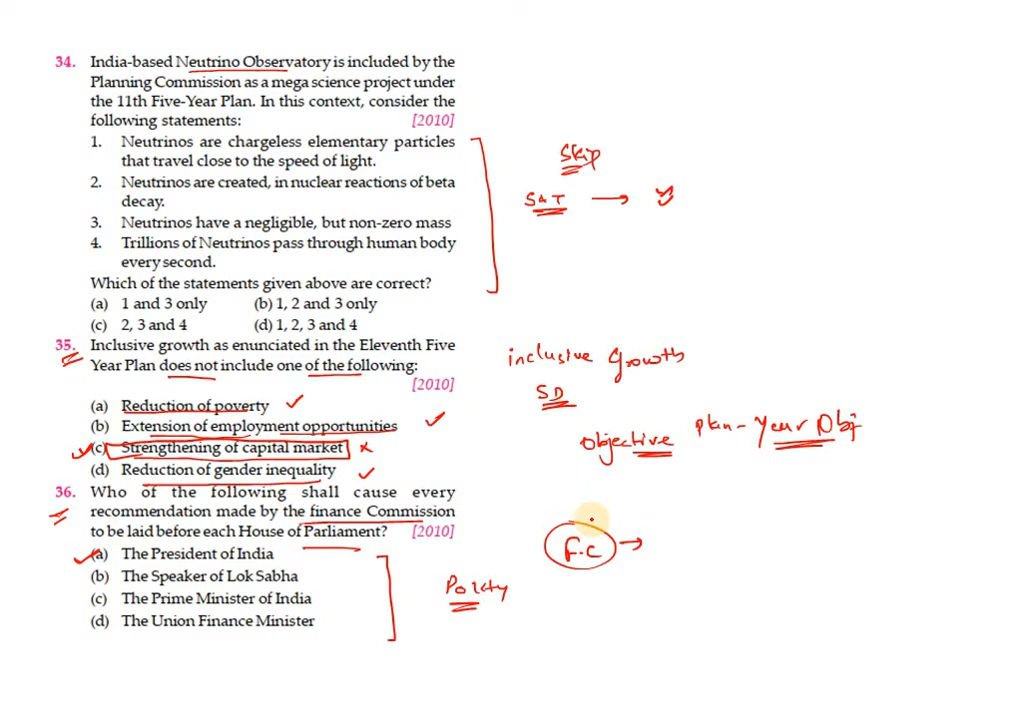 34. India-based Neutrino Observatory is included by the
Planning Commission as a mega science project under
the 11th Five-Year Plan. In this context, consider the
following statements: [2010]
1. Neutrinos are chargeless elementary particles
that travel close to the speed of light.
2. Neutrinos are created, in nuclear reactions of beta
decay.
3. Neutrinos have a negligible, but non-zero mass
4. Trillions of Neutrinos pass through human body
every second.
Which of the statements given above are correct?
(a) 1 and 3 only (b) 1, 2 and 3 only
(c) 2, 3 and 4 (d) 1, 2, 3 and 4
Skip
S&T →
35. Inclusive growth as enunciated in the Eleventh Five
Year Plan does not include one of the following:
[2010]
(a) Reduction of poverty
(b) Extension of employment opportunities
(c) Strengthening of capital market
(d) Reduction of gender inequality
inclusive Growth
SD
Objective Plan - Year Obj
36. Who of the following shall cause every
recommendation made by the finance Commission
to be laid before each House of Parliament? [2010]
(a) The President of India
(b) The Speaker of Lok Sabha
(c) The Prime Minister of India
(d) The Union Finance Minister
F.C →
Polity